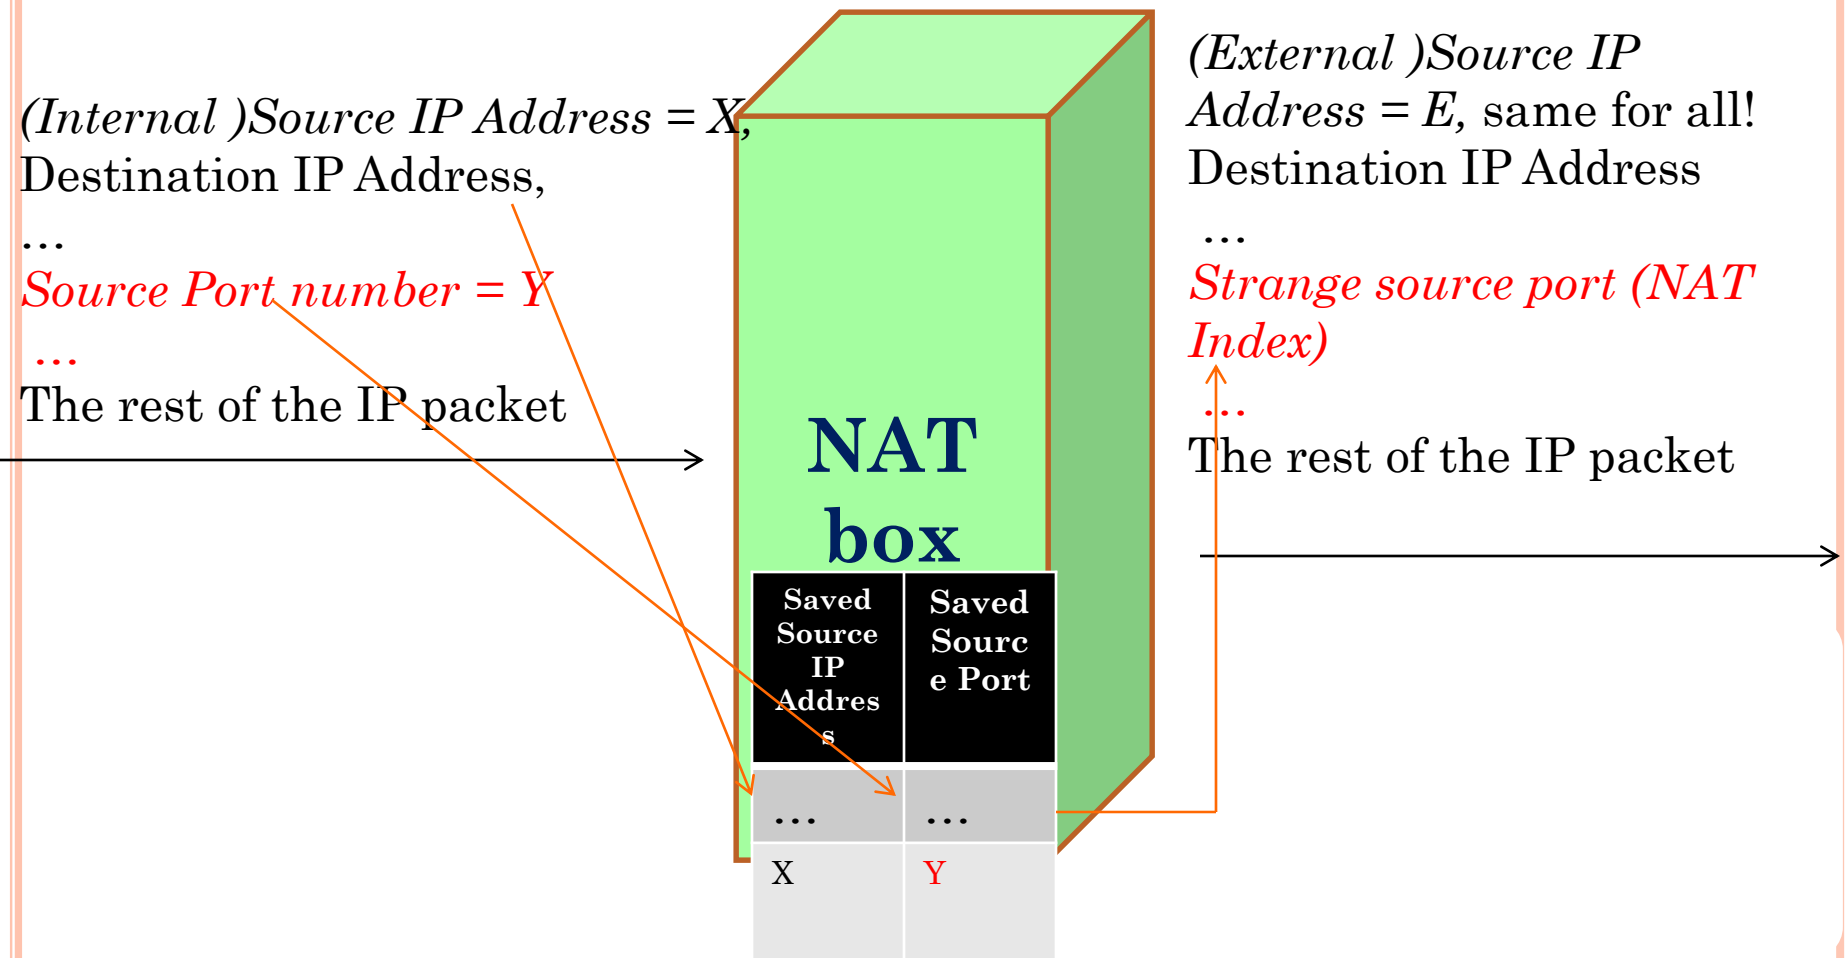 (Internal )Source IP Address = X,
Destination IP Address,
…
Source Port number = Y
…
The rest of the IP packet
NAT
box
Saved
Source
IP
Addres
s
Saved
Sourc
e Port
…
…
X
Y
(External )Source IP
Address = E, same for all!
Destination IP Address
…
Strange source port (NAT
Index)
…
The rest of the IP packet